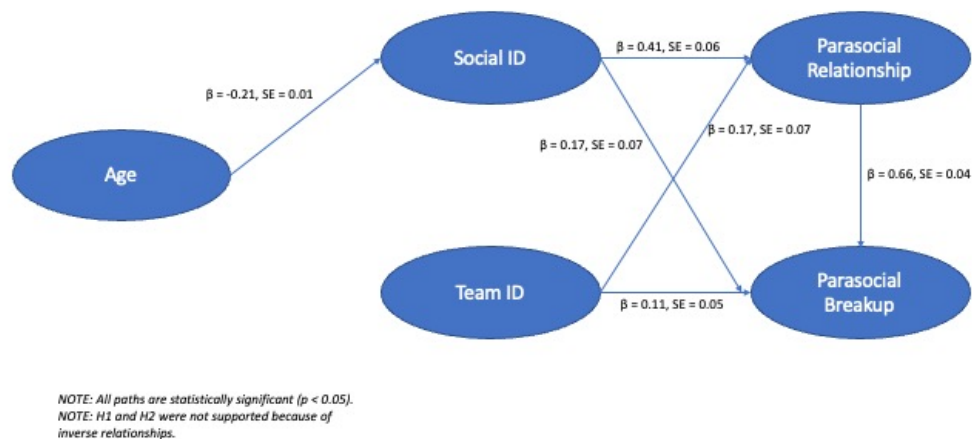 Social ID
β = 0.41, SE = 0.06
Parasocial
Relationship
β = -0.21, SE = 0.01
β = 0.17, SE = 0.07
β = 0.17, SE = 0.07
Age
β = 0.66, SE = 0.04
Team ID
β = 0.11, SE = 0.05
Parasocial
Breakup
NOTE: All paths are statistically significant (p < 0.05).
NOTE: H1 and H2 were not supported because of
inverse relationships.